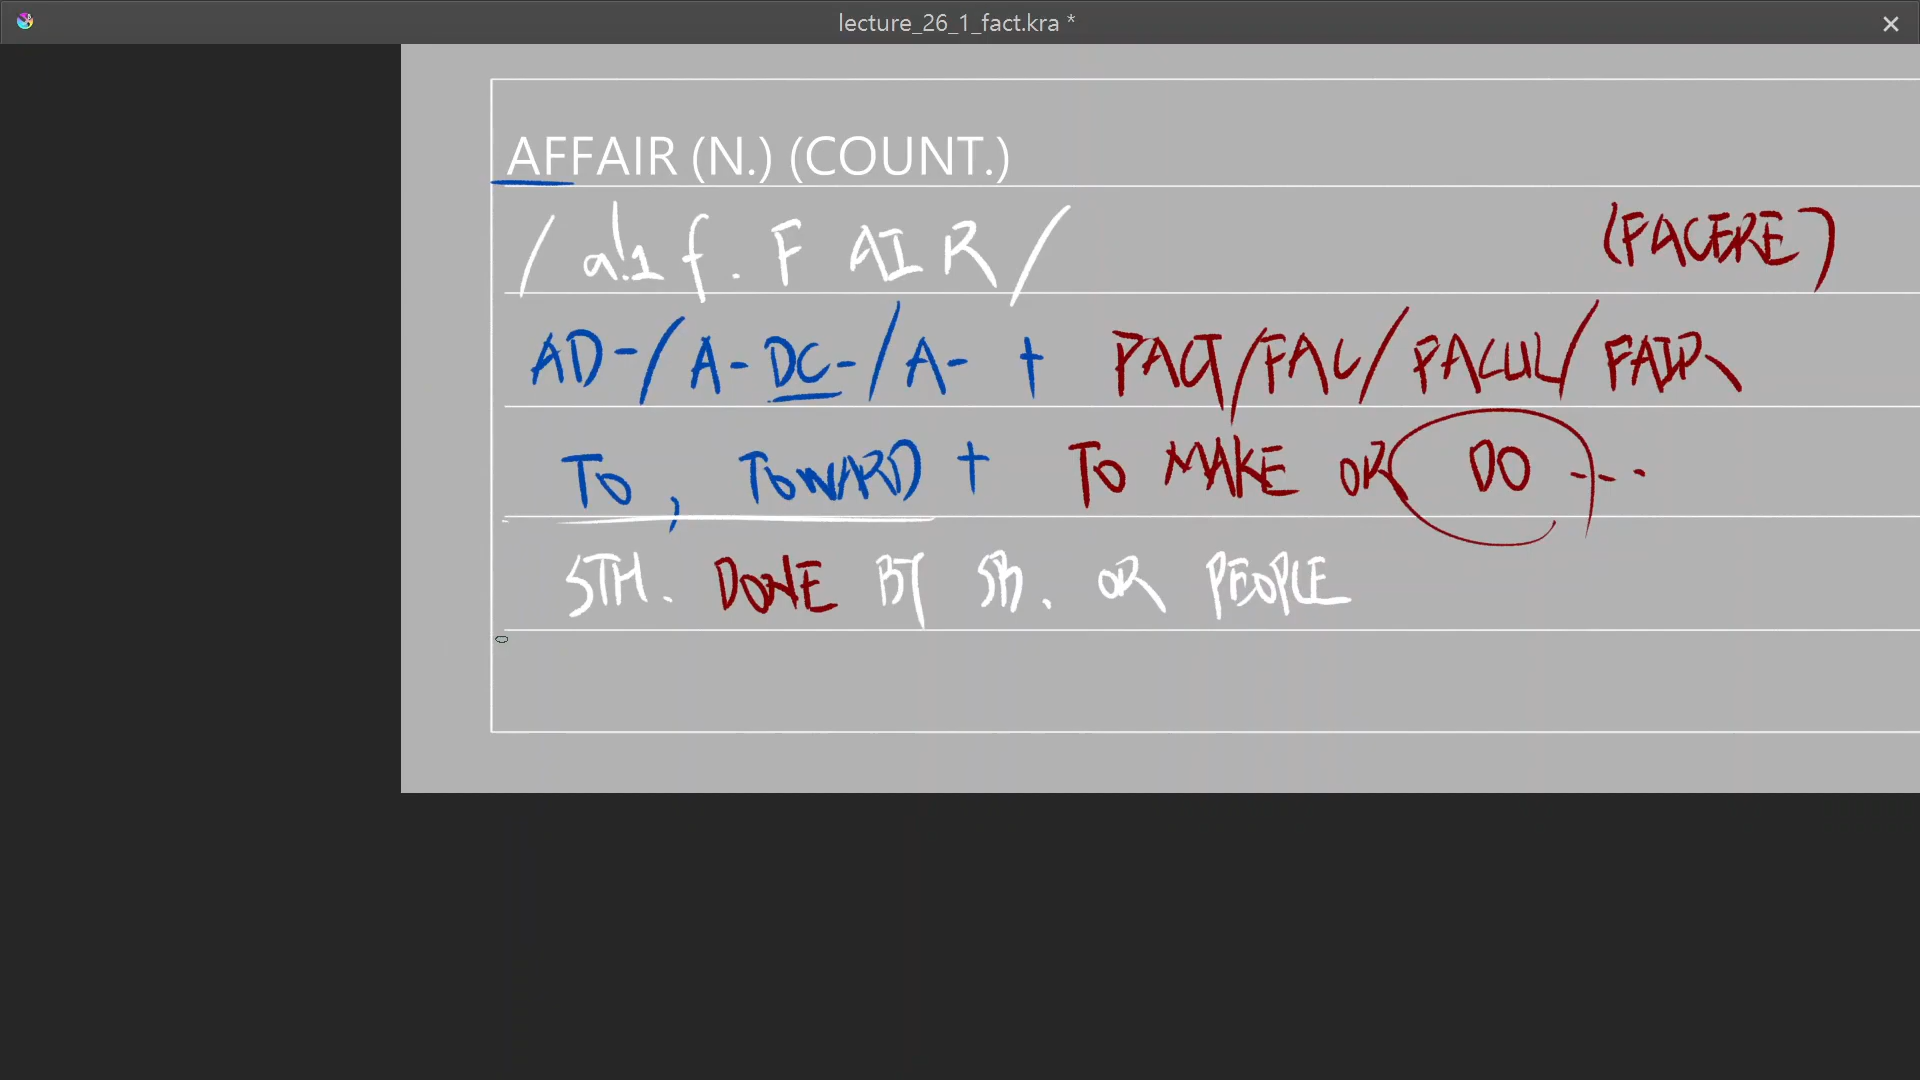 lecture_26_1_fact.kra *
AFFAIR (N.) (COUNT.)
/ a!1 f. F AIR /
(FACERE)
AD-/A-DC-/A- + FACT/FAC/FACUL/FAIR
TO, TOWARD + TO MAKE OR DO ...
STH. DONE BY SB. OR PEOPLE